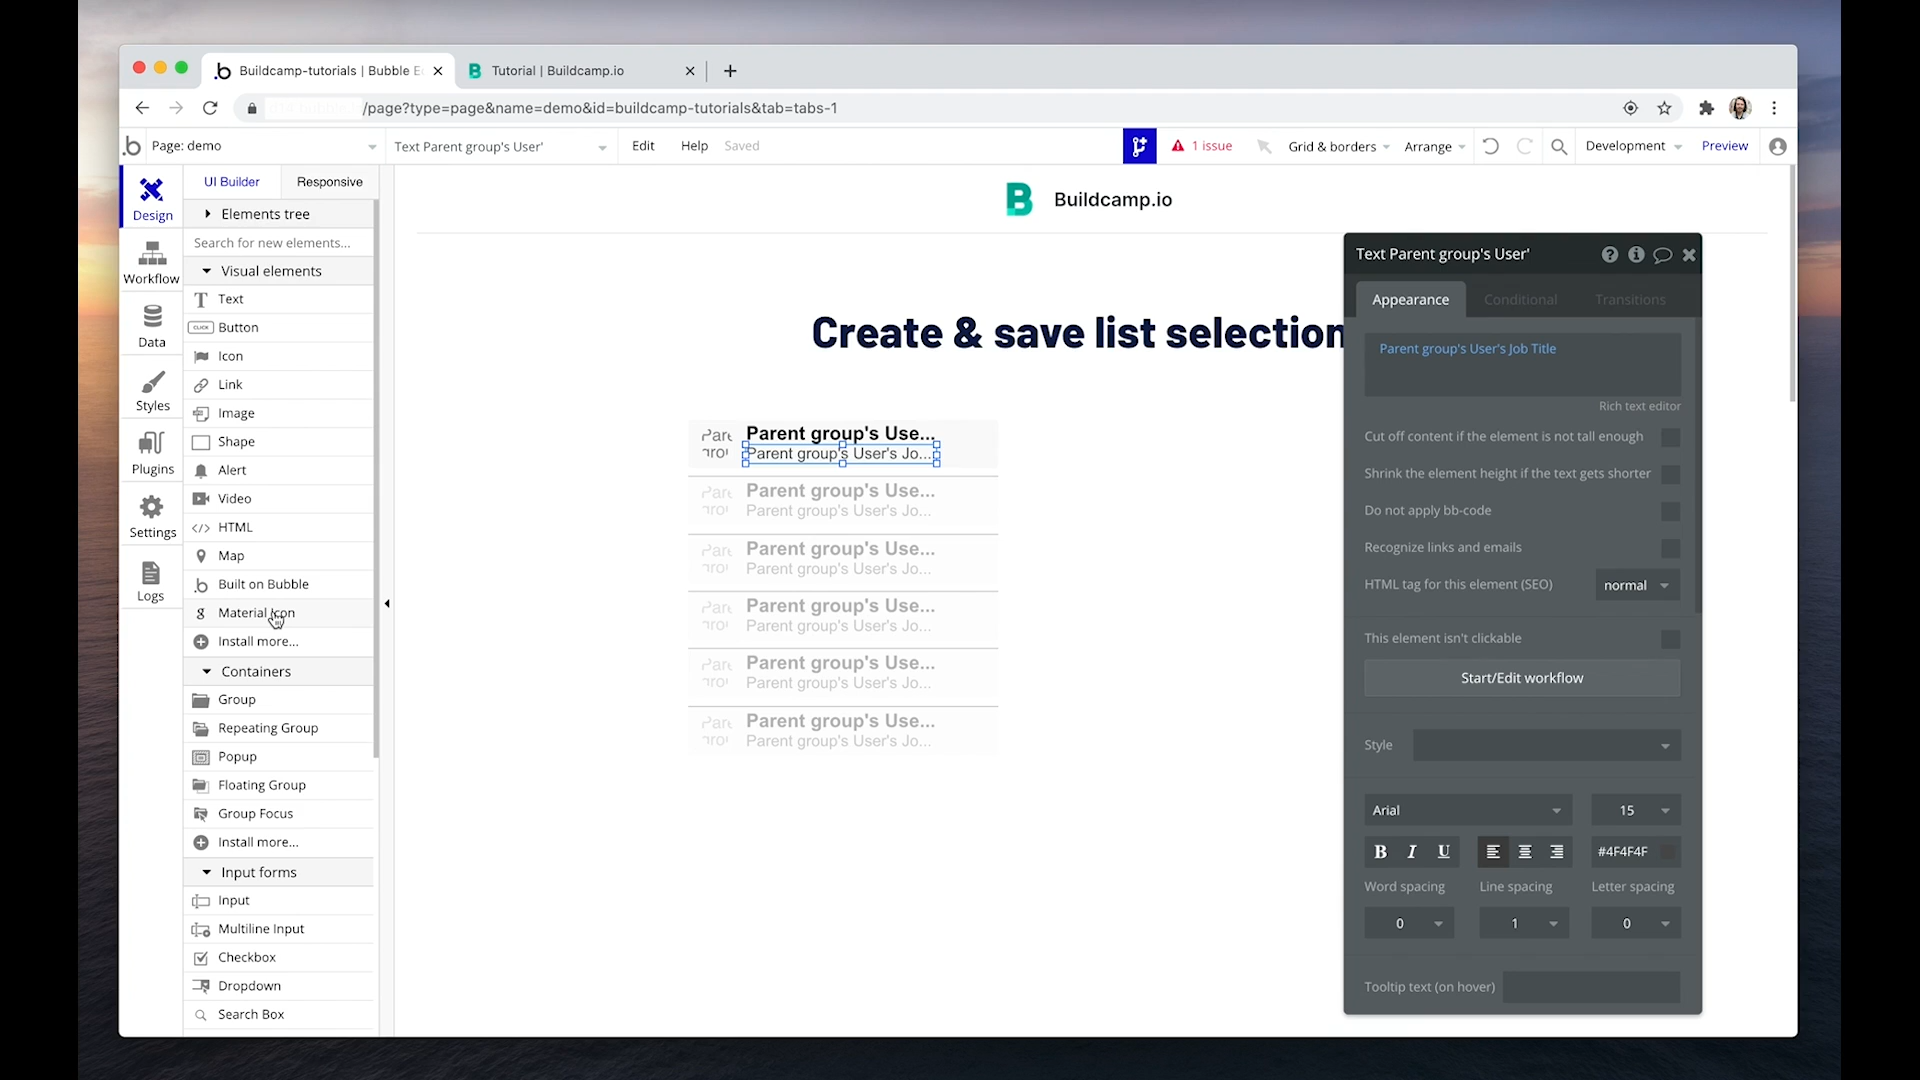 Buildcamp-tutorials | Bubble E
Tutorial | Buildcamp.io
/page?type=page&name=demo&id=buildcamp-tutorials&tab=tabs-1
Page: demo
Text Parent group's User'
Edit
Help
Saved
1 issue
Grid & borders
Arrange
Development
Preview
Design
Workflow
Data
Styles
Plugins
Settings
Logs
UI Builder
Responsive
Elements tree
Search for new elements...
Visual elements
Text
CLICK Button
Icon
Link
Image
Shape
Alert
Video
HTML
Map
Built on Bubble
Material Icon
Install more...
Containers
Group
Repeating Group
Popup
Floating Group
Group Focus
Install more...
Input forms
Input
Multiline Input
Checkbox
Dropdown
Search Box
B Buildcamp.io
Create & save list selection
Parent group's Use...
Parent group's User's Jo...
Parent group's Use...
Parent group's User's Jo...
Parent group's Use...
Parent group's User's Jo...
Parent group's Use...
Parent group's User's Jo...
Parent group's Use...
Parent group's User's Jo...
Parent group's Use...
Parent group's User's Jo...
Text Parent group's User'
Appearance
Conditional
Transitions
Parent group's User's Job Title
Rich text editor
Cut off content if the element is not tall enough
Shrink the element height if the text gets shorter
Do not apply bb-code
Recognize links and emails
HTML tag for this element (SEO)
normal
This element isn't clickable
Start/Edit workflow
Style
Arial
15
B I U
#4F4F4F
Word spacing
Line spacing
Letter spacing
0
1
0
Tooltip text (on hover)